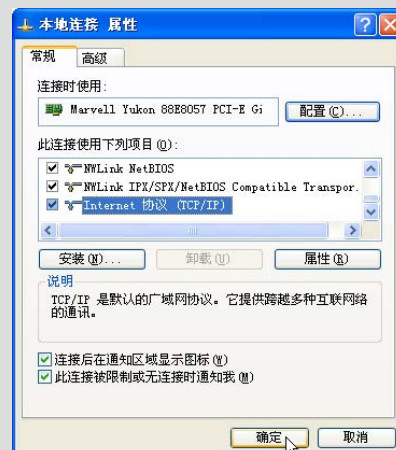 本地连接 属性
常规 高级
连接时使用:
Marvell Yukon 88E8057 PCI-E Gi
配置(C)...
此连接使用下列项目(O):
NWLink NetBIOS
NWLink IPX/SPX/NetBIOS Compatible Transpor.
Internet 协议 (TCP/IP)
安装(N)... 卸载(U) 属性(R)
说明
TCP/IP 是默认的广域网协议。它提供跨越多种互联网络
的通讯。
连接后在通知区域显示图标(W)
此连接被限制或无连接时通知我(M)
确定 取消